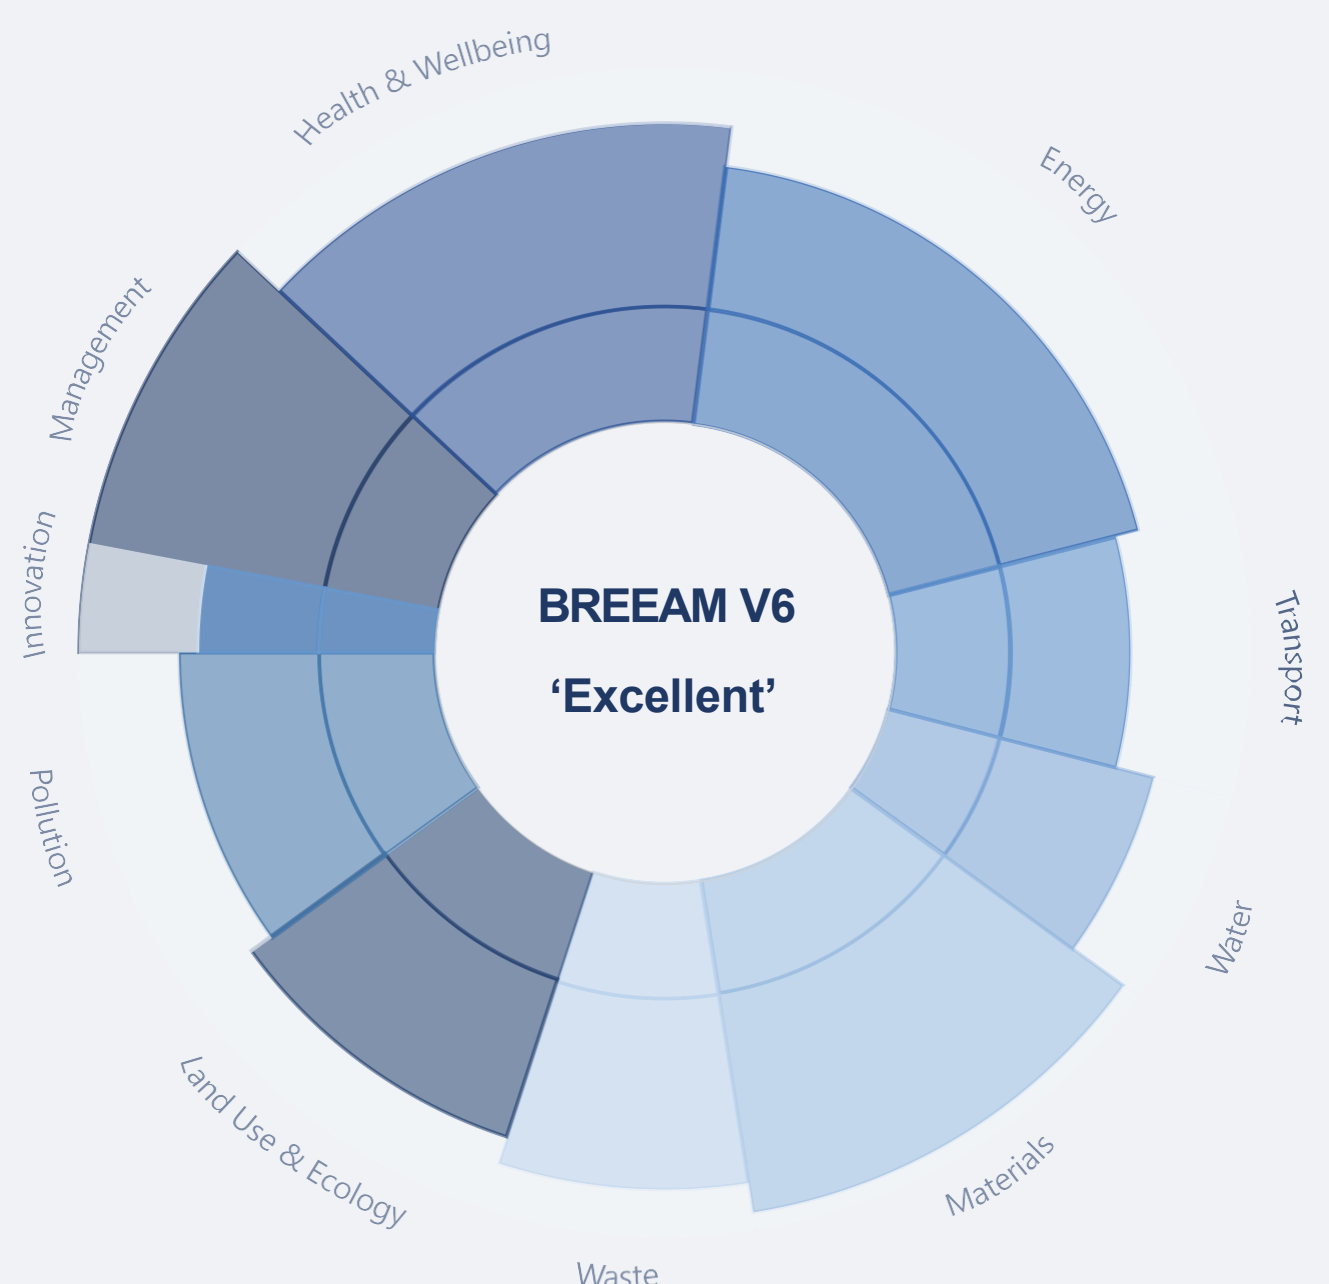 Health & Wellbeing
Energy
Management
Innovation
BREEAM V6
‘Excellent’
Transport
Pollution
Water
Land Use & Ecology
Materials
Waste